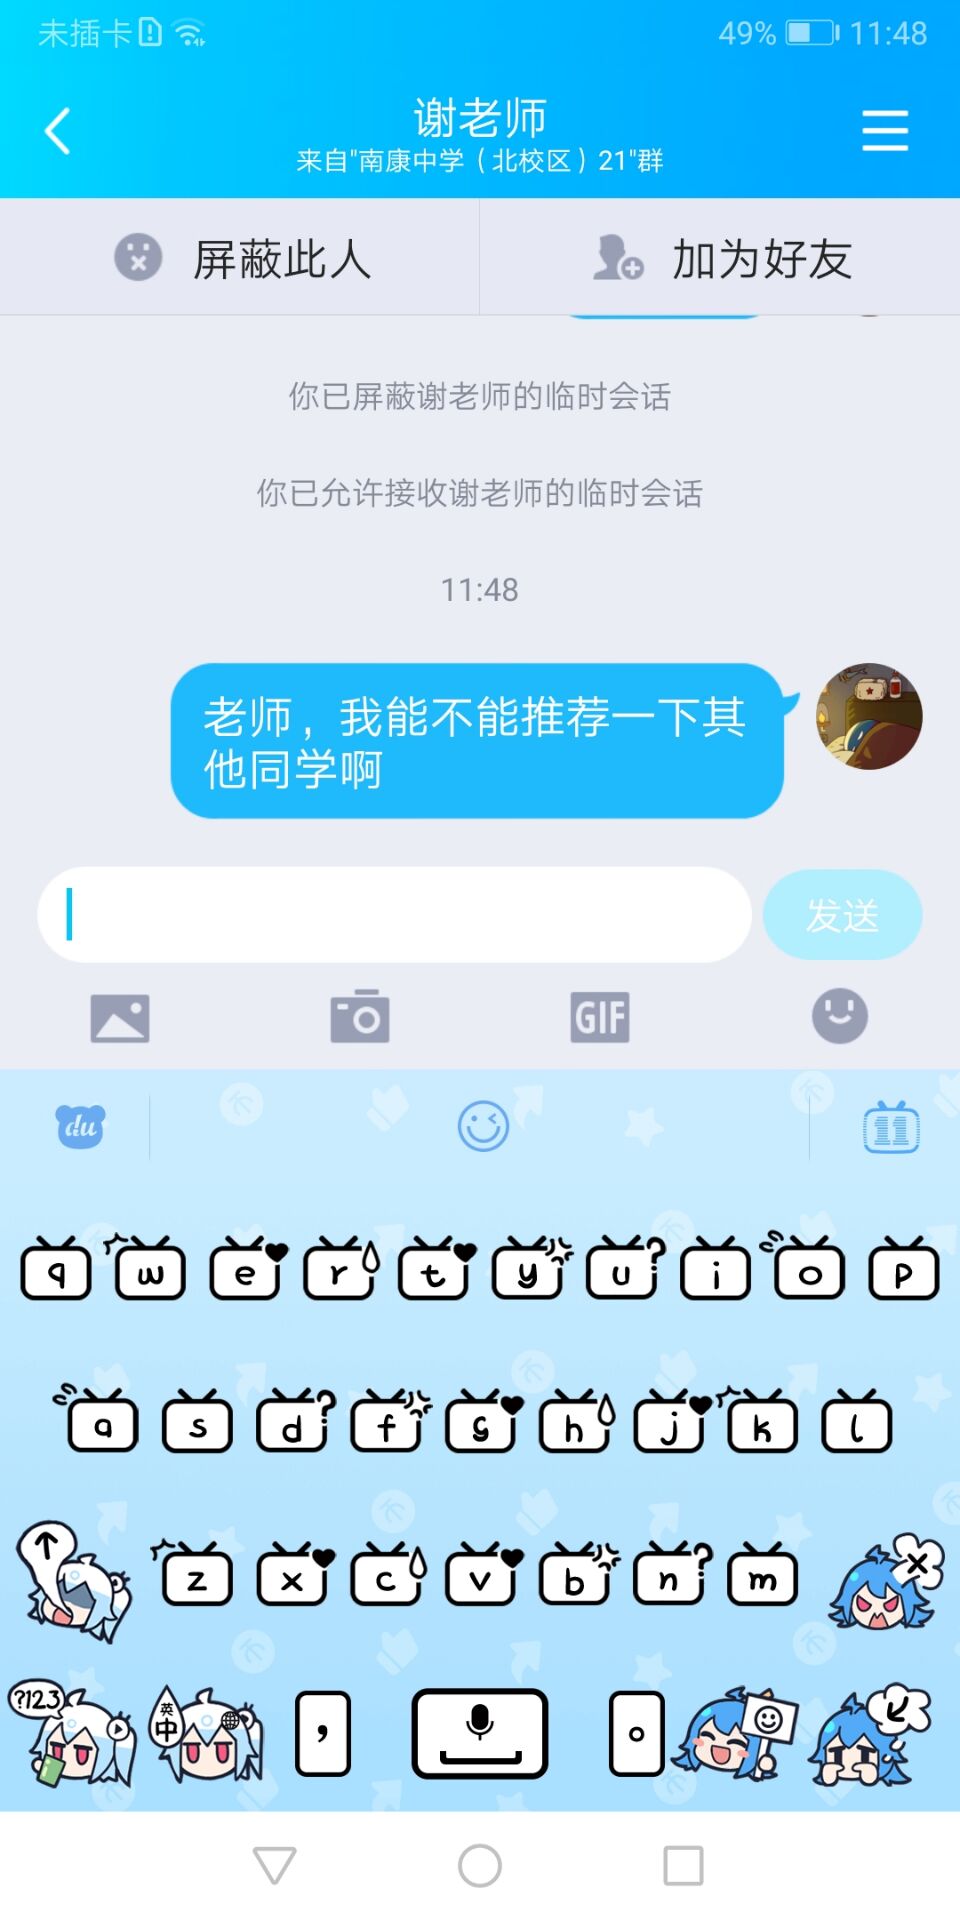 未插卡 49% 11:48
谢老师
来自"南康中学（北校区）21"群
屏蔽此人 加为好友
你已屏蔽谢老师的临时会话
你已允许接收谢老师的临时会话
11:48
老师，我能不能推荐一下其
他同学啊
发送
GIF
du 11
q w e r t y u i o p
a s d f g h j k l
z x c v b n m
?123 英 中 ， 。